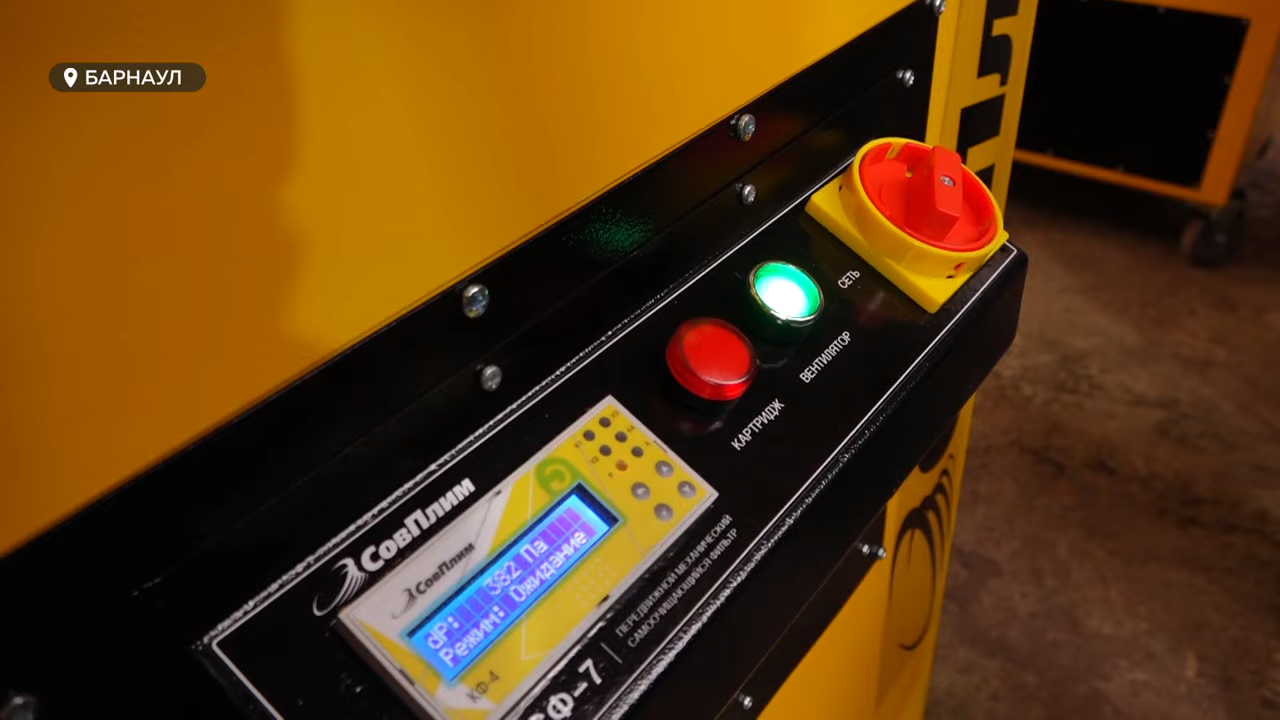 БАРНАУЛ
СЕТЬ
ВЕНТИЛЯТОР
КАРТРИДЖ
СовПлим
СовПлим
dP: 382 Па
Режим: Ожидание
КФ-4
ПЕРЕДВИЖНОЙ МЕХАНИЧЕСКИЙ
САМООЧИЩАЮЩИЙСЯ ФИЛЬТР